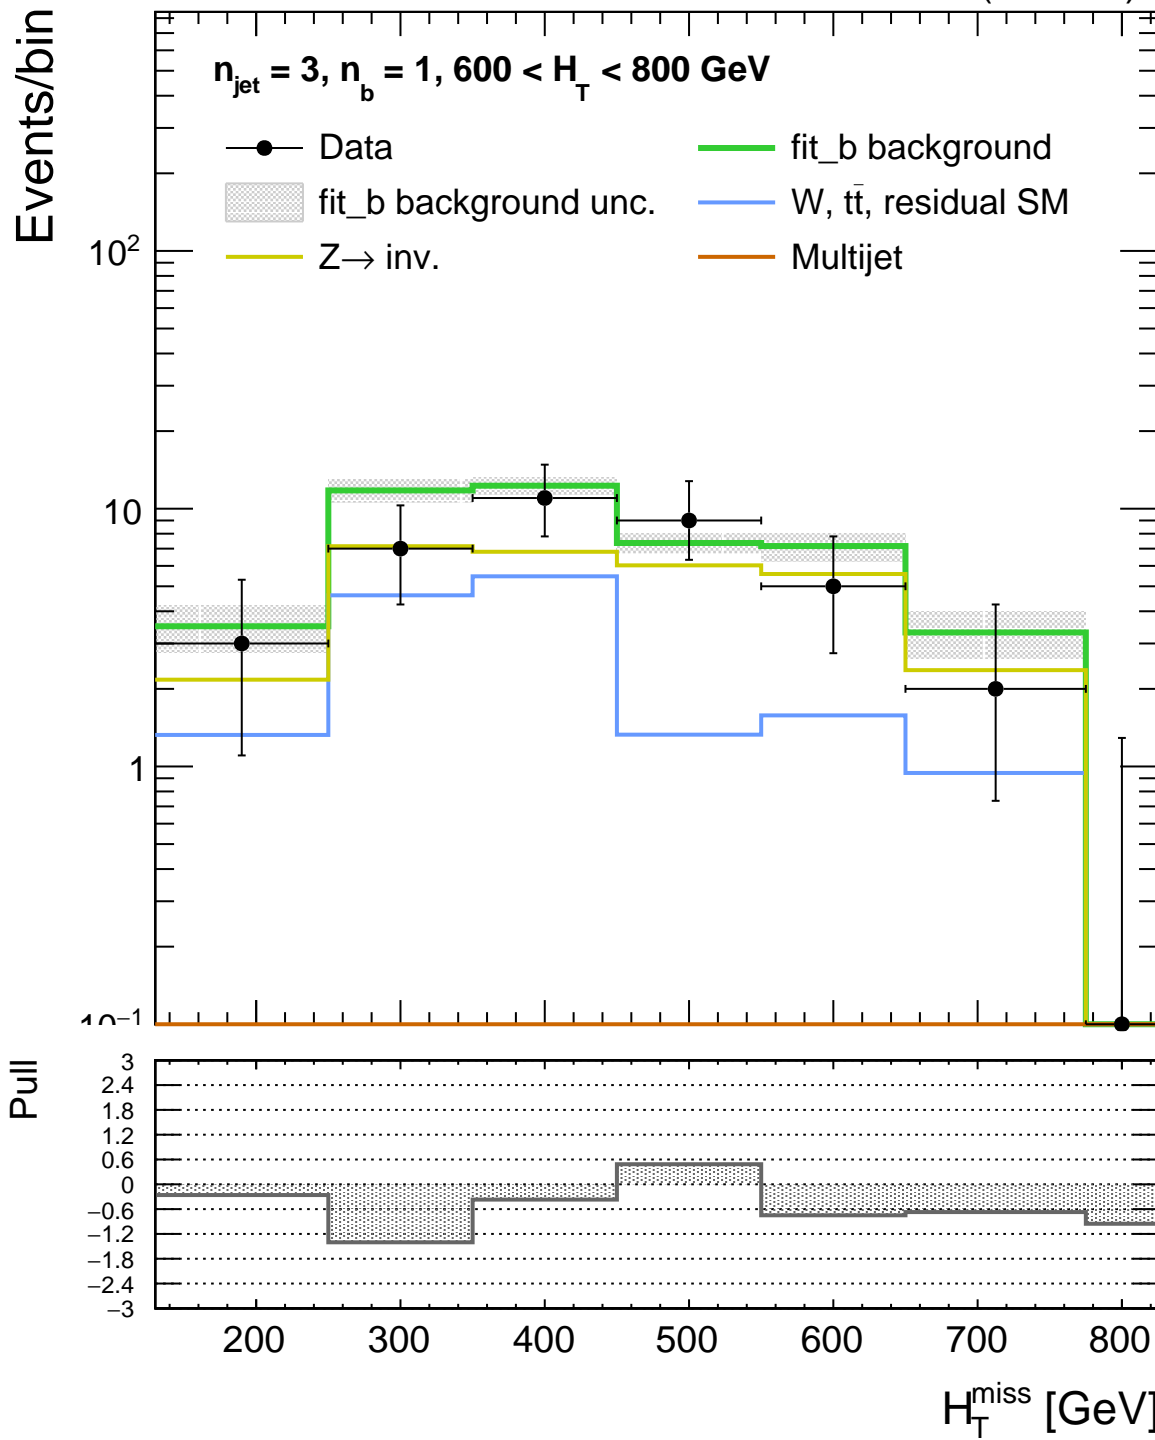 Events/bin
n_jet = 3, n_b = 1, 600 < H_T < 800 GeV
Data
fit_b background
fit_b background unc.
W, tt̄, residual SM
Z→ inv.
Multijet
10²
10
1
10⁻¹
Pull
3
2.4
1.8
1.2
0.6
0
−0.6
−1.2
−1.8
−2.4
−3
200 300 400 500 600 700 800
H_T^miss [GeV]